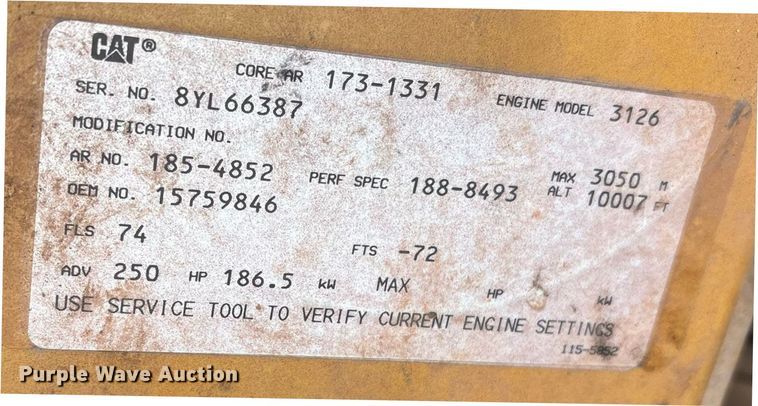 CAT®
CORE AR 173-1331
SER. NO. 8YL66387 ENGINE MODEL 3126
MODIFICATION NO.
AR NO. 185-4852 PERF SPEC 188-8493 MAX 3050 M
ALT 10007 FT
OEM NO. 15759846
FLS 74 FTS -72
ADV 250 HP 186.5 kW MAX HP kW
USE SERVICE TOOL TO VERIFY CURRENT ENGINE SETTINGS
115-5852
Purple Wave Auction